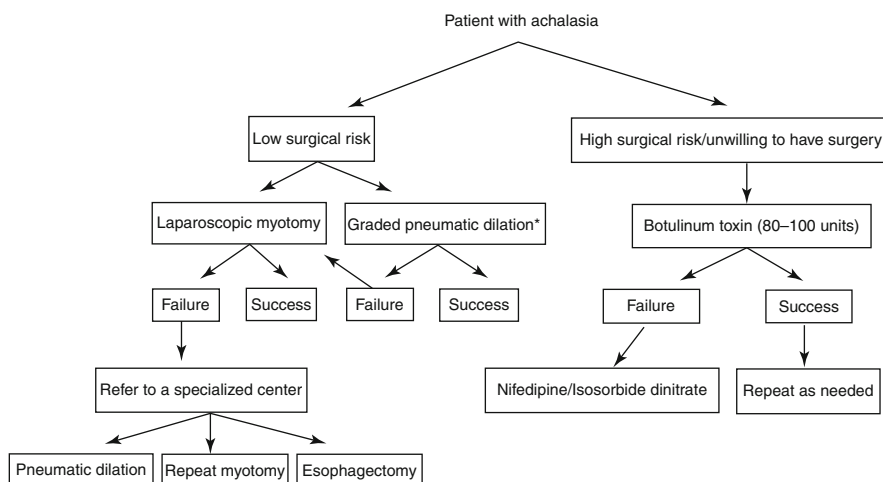 Patient with achalasia
Low surgical risk
High surgical risk/unwilling to have surgery
Laparoscopic myotomy
Graded pneumatic dilation*
Botulinum toxin (80–100 units)
Failure
Success
Failure
Success
Failure
Success
Refer to a specialized center
Nifedipine/Isosorbide dinitrate
Repeat as needed
Pneumatic dilation
Repeat myotomy
Esophagectomy